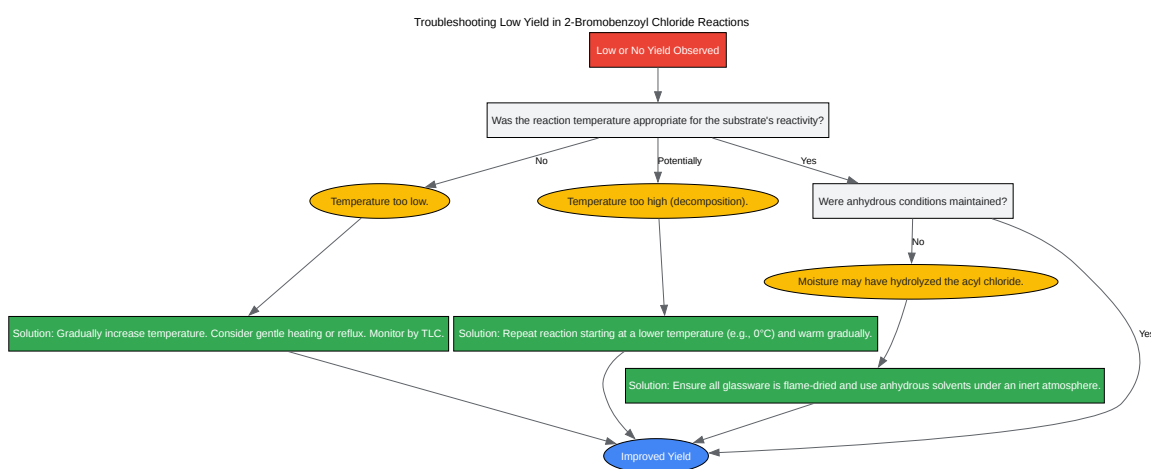 Troubleshooting Low Yield in 2-Bromobenzoyl Chloride Reactions
Low or No Yield Observed
Was the reaction temperature appropriate for the substrate's reactivity?
No
Potentially
Yes
Temperature too low.
Temperature too high (decomposition).
Were anhydrous conditions maintained?
No
Moisture may have hydrolyzed the acyl chloride.
Solution: Gradually increase temperature. Consider gentle heating or reflux. Monitor by TLC.
Solution: Repeat reaction starting at a lower temperature (e.g., 0°C) and warm gradually.
Yes
Solution: Ensure all glassware is flame-dried and use anhydrous solvents under an inert atmosphere.
Improved Yield